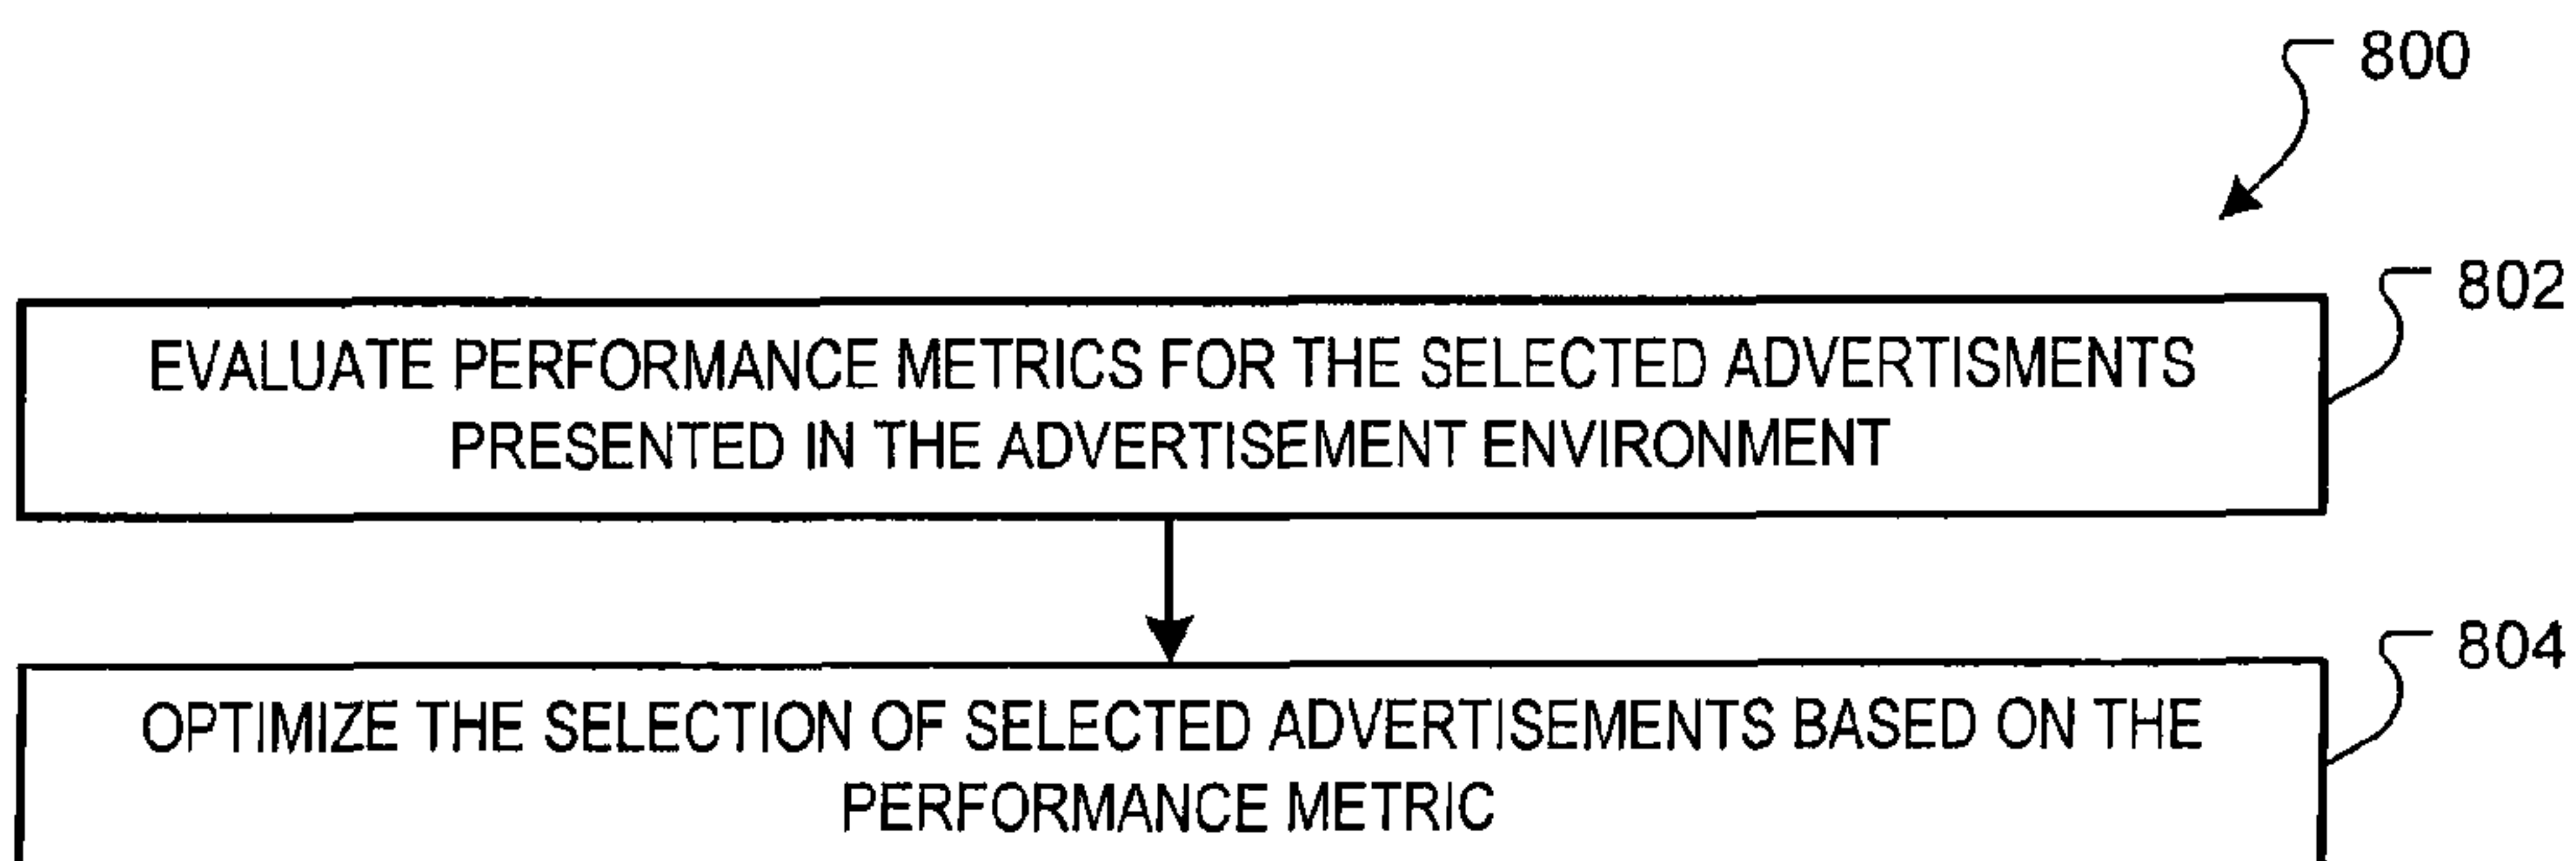 800
802
EVALUATE PERFORMANCE METRICS FOR THE SELECTED ADVERTISMENTS
PRESENTED IN THE ADVERTISEMENT ENVIRONMENT
804
OPTIMIZE THE SELECTION OF SELECTED ADVERTISEMENTS BASED ON THE
PERFORMANCE METRIC